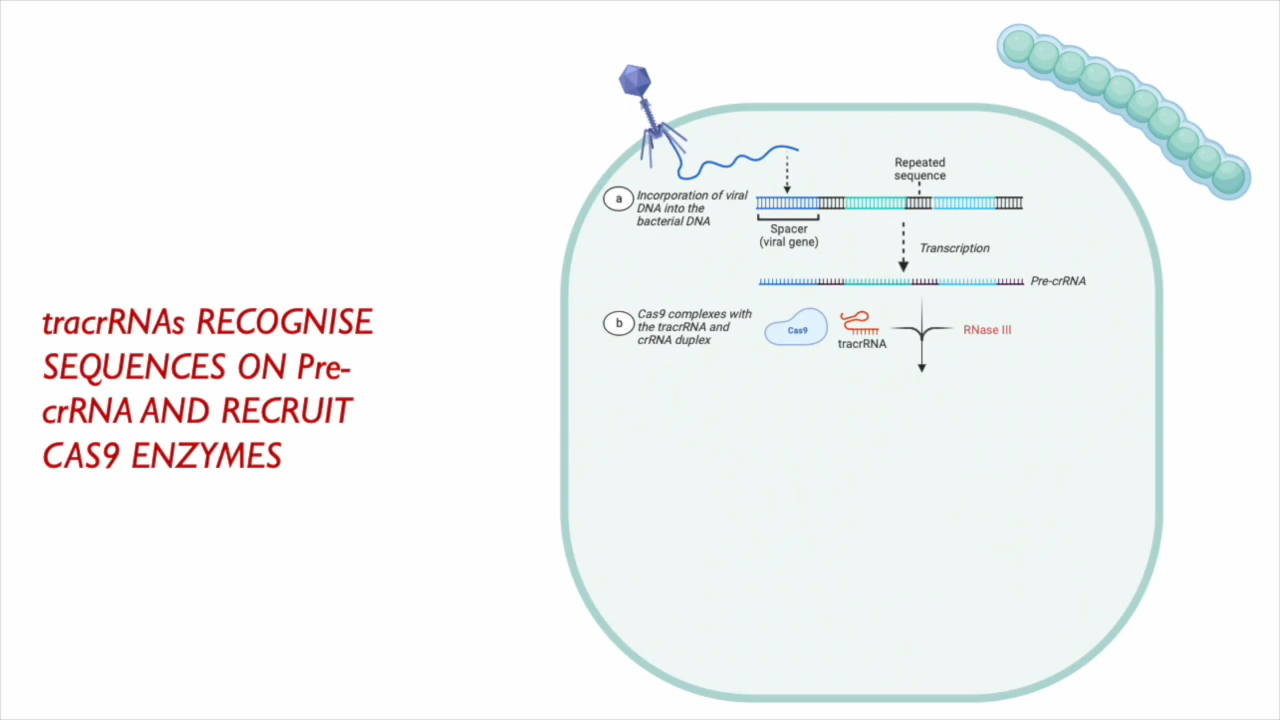 tracrRNAs RECOGNISE
SEQUENCES ON Pre-
crRNA AND RECRUIT
CAS9 ENZYMES
a
Incorporation of viral
DNA into the
bacterial DNA
Repeated
sequence
Spacer
(viral gene)
Transcription
Pre-crRNA
b
Cas9 complexes with
the tracrRNA and
crRNA duplex
Cas9
tracrRNA
RNase III